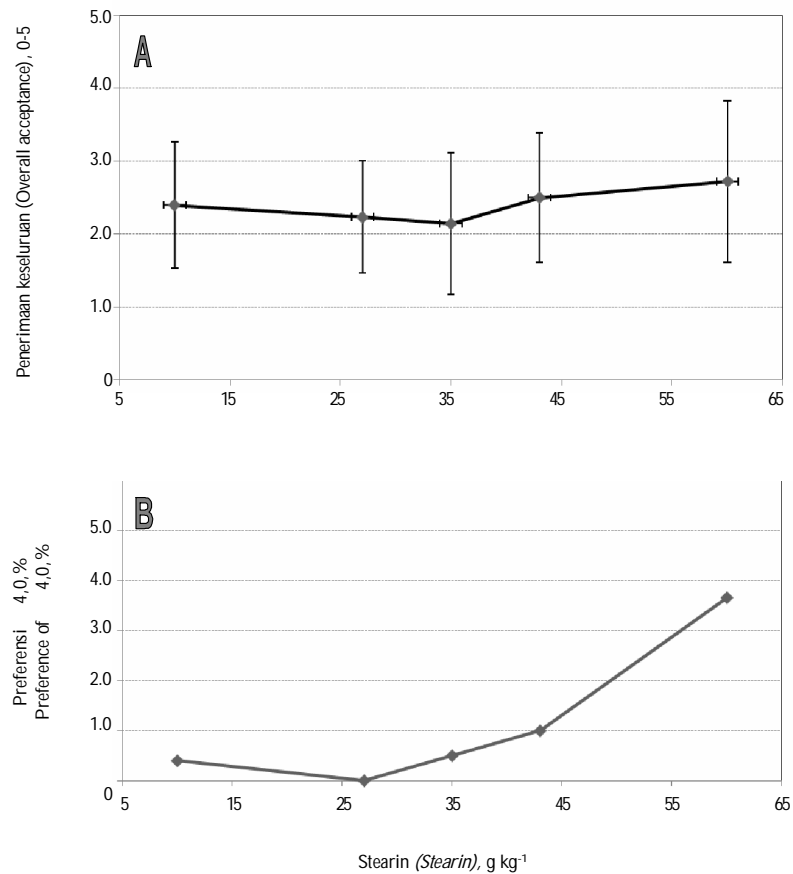 Penerimaan keseluruan (Overall acceptance), 0-5
A
5.0
4.0
3.0
2.0
1.0
0
5 15 25 35 45 55 65
Preferensi 4,0, %
Preference of 4,0, %
B
5.0
4.0
3.0
2.0
1.0
0
5 15 25 35 45 55 65
Stearin (Stearin), g kg⁻¹